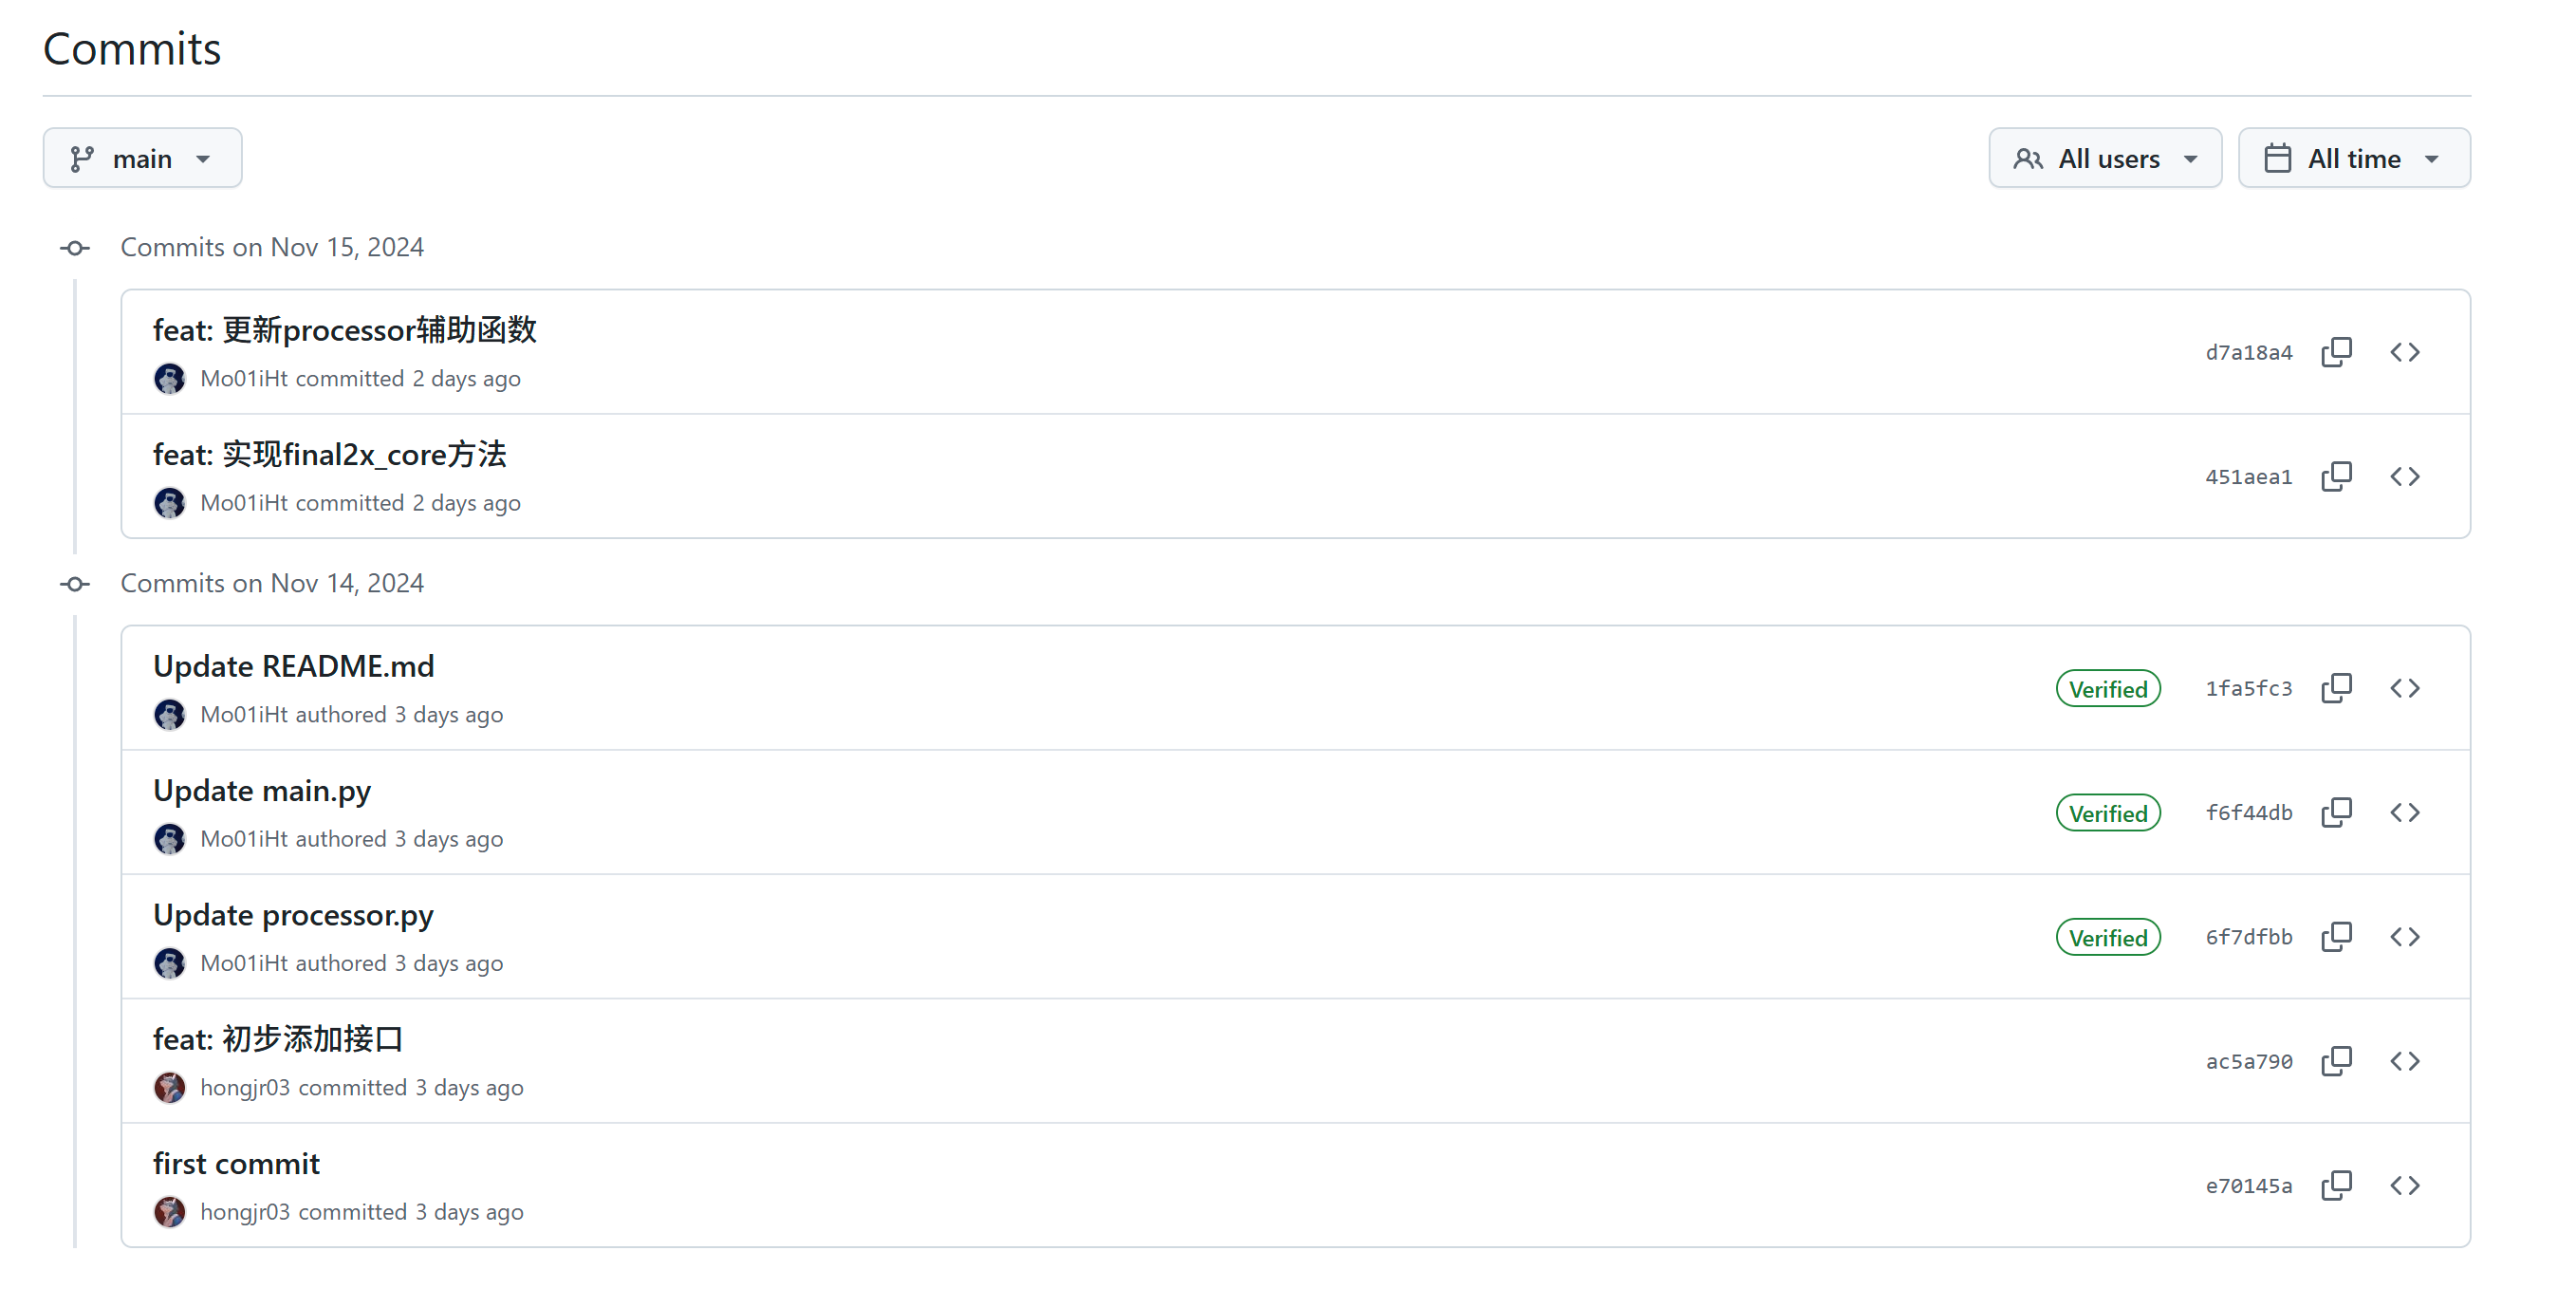 Commits
main
All users
All time
Commits on Nov 15, 2024
feat: 更新processor辅助函数
Mo01iHt committed 2 days ago
d7a18a4
feat: 实现final2x_core方法
Mo01iHt committed 2 days ago
451aea1
Commits on Nov 14, 2024
Update README.md
Mo01iHt authored 3 days ago
Verified
1fa5fc3
Update main.py
Mo01iHt authored 3 days ago
Verified
f6f44db
Update processor.py
Mo01iHt authored 3 days ago
Verified
6f7dfbb
feat: 初步添加接口
hongjr03 committed 3 days ago
ac5a790
first commit
hongjr03 committed 3 days ago
e70145a